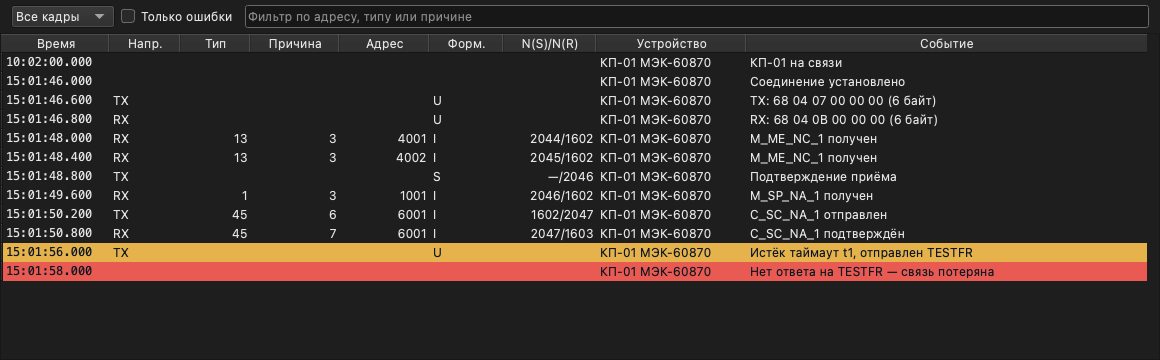 Все кадры Только ошибки Фильтр по адресу, типу или причине
Время Напр. Тип Причина Адрес Форм. N(S)/N(R) Устройство Событие
10:02:00.000 КП-01 МЭК-60870 КП-01 на связи
15:01:46.000 КП-01 МЭК-60870 Соединение установлено
15:01:46.600 TX U КП-01 МЭК-60870 TX: 68 04 07 00 00 00 (6 байт)
15:01:46.800 RX U КП-01 МЭК-60870 RX: 68 04 0B 00 00 00 (6 байт)
15:01:48.000 RX 13 3 4001 I 2044/1602 КП-01 МЭК-60870 M_ME_NC_1 получен
15:01:48.400 RX 13 3 4002 I 2045/1602 КП-01 МЭК-60870 M_ME_NC_1 получен
15:01:48.800 TX S —/2046 КП-01 МЭК-60870 Подтверждение приёма
15:01:49.600 RX 1 3 1001 I 2046/1602 КП-01 МЭК-60870 M_SP_NA_1 получен
15:01:50.200 TX 45 6 6001 I 1602/2047 КП-01 МЭК-60870 C_SC_NA_1 отправлен
15:01:50.800 RX 45 7 6001 I 2047/1603 КП-01 МЭК-60870 C_SC_NA_1 подтверждён
15:01:56.000 TX U КП-01 МЭК-60870 Истёк таймаут t1, отправлен TESTFR
15:01:58.000 КП-01 МЭК-60870 Нет ответа на TESTFR — связь потеряна